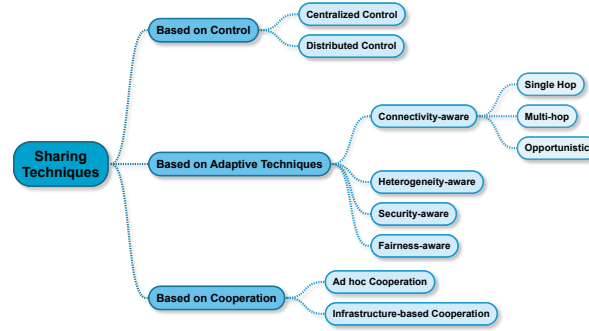 Sharing
Techniques
Based on Control
Centralized Control
Distributed Control
Based on Adaptive Techniques
Connectivity-aware
Single Hop
Multi-hop
Opportunistic
Heterogeneity-aware
Security-aware
Fairness-aware
Based on Cooperation
Ad hoc Cooperation
Infrastructure-based Cooperation